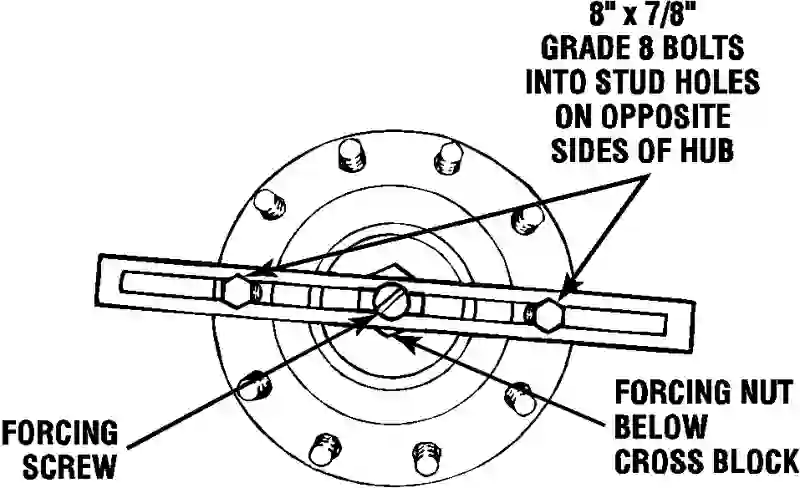 8" x 7/8"
GRADE 8 BOLTS
INTO STUD HOLES
ON OPPOSITE
SIDES OF HUB
FORCING
SCREW
FORCING NUT
BELOW
CROSS BLOCK